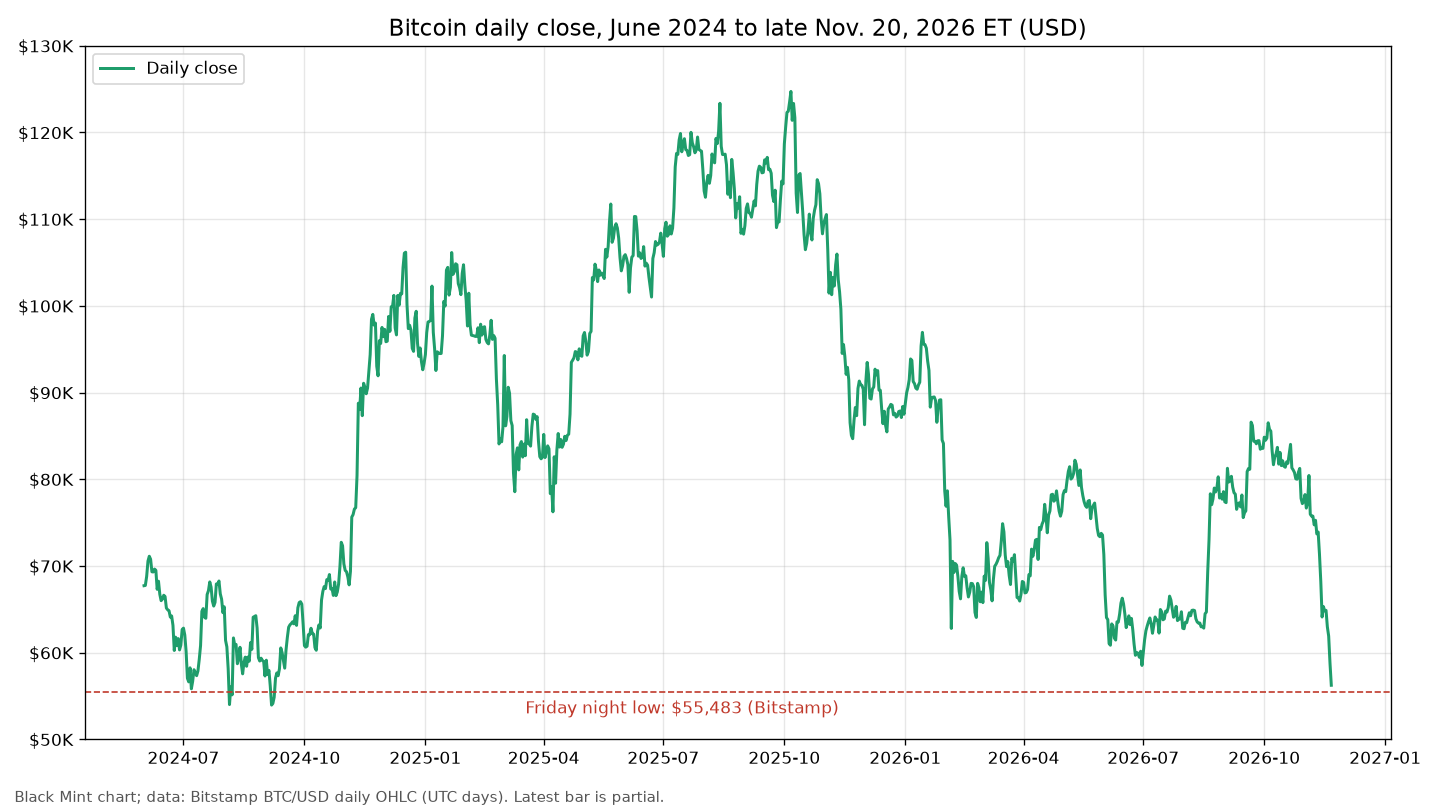 Bitcoin daily close, June 2024 to late Nov. 20, 2026 ET (USD)
$130K
Daily close
$120K
$110K
$100K
$90K
$80K
$70K
$60K
Friday night low: $55,483 (Bitstamp)
$50K
2024-07 2024-10 2025-01 2025-04 2025-07 2025-10 2026-01 2026-04 2026-07 2026-10 2027-01
Black Mint chart; data: Bitstamp BTC/USD daily OHLC (UTC days). Latest bar is partial.